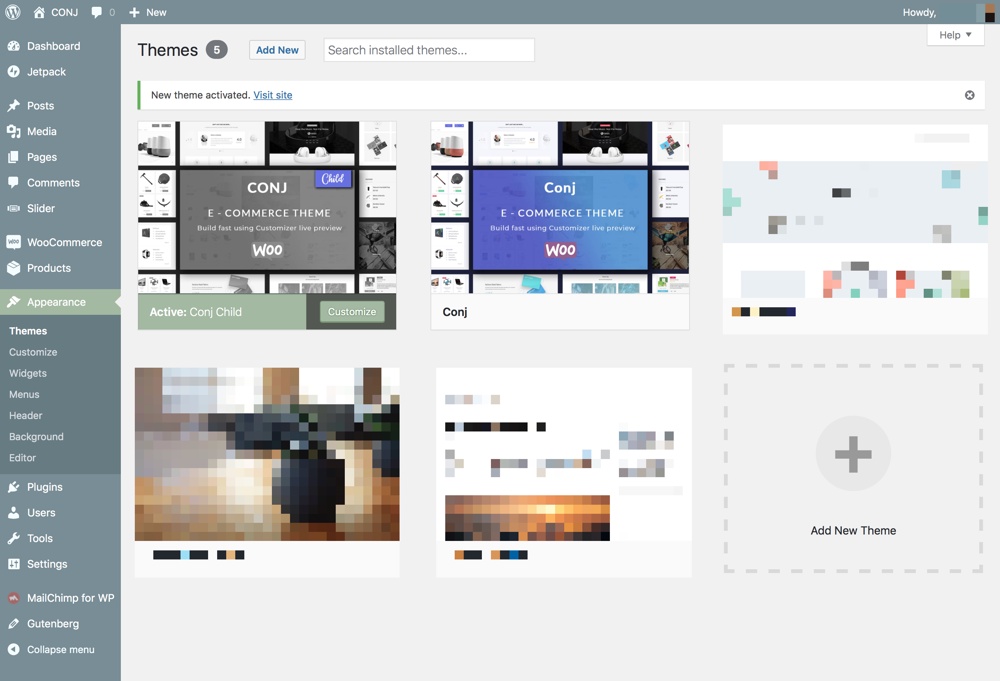 CONJ 0 New Howdy,
Help
Themes 5 Add New Search installed themes...
New theme activated. Visit site
Dashboard
Jetpack
Posts
Media
Pages
Comments
Slider
WooCommerce
Products
Appearance
Themes
Customize
Widgets
Menus
Header
Background
Editor
Plugins
Users
Tools
Settings
MailChimp for WP
Gutenberg
Collapse menu
CONJ
Child
E - COMMERCE THEME
Build fast using Customizer live preview
WOO
Active: Conj Child
Customize
Conj
E - COMMERCE THEME
Build fast using Customizer live preview
WOO
Conj
Add New Theme